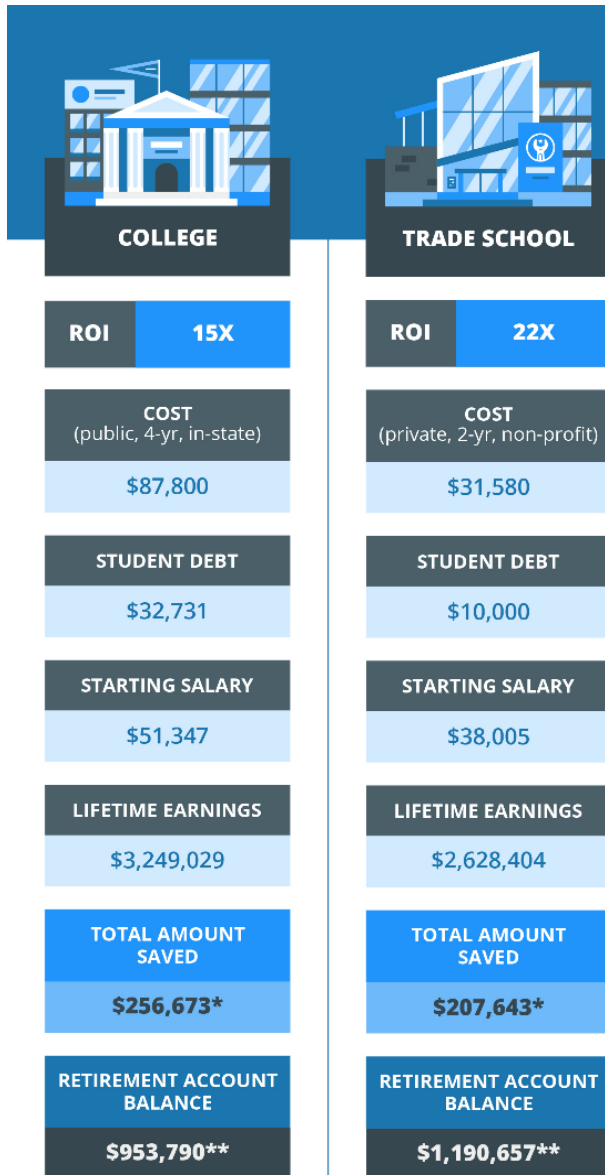 COLLEGE
ROI
15X
COST
(public, 4-yr, in-state)
$87,800
STUDENT DEBT
$32,731
STARTING SALARY
$51,347
LIFETIME EARNINGS
$3,249,029
TOTAL AMOUNT
SAVED
$256,673*
RETIREMENT ACCOUNT
BALANCE
$953,790**
TRADE SCHOOL
ROI
22X
COST
(private, 2-yr, non-profit)
$31,580
STUDENT DEBT
$10,000
STARTING SALARY
$38,005
LIFETIME EARNINGS
$2,628,404
TOTAL AMOUNT
SAVED
$207,643*
RETIREMENT ACCOUNT
BALANCE
$1,190,657**